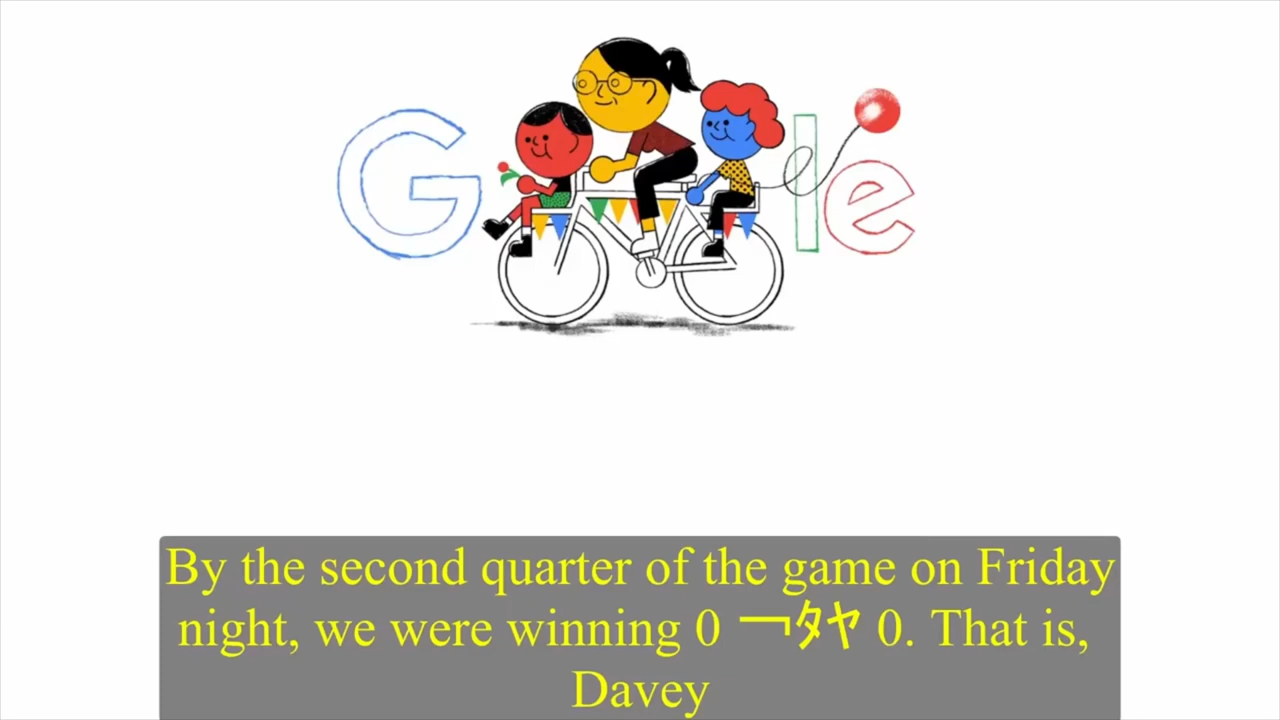 G le
By the second quarter of the game on Friday
night, we were winning 0 ￢ﾀﾔ 0. That is,
Davey